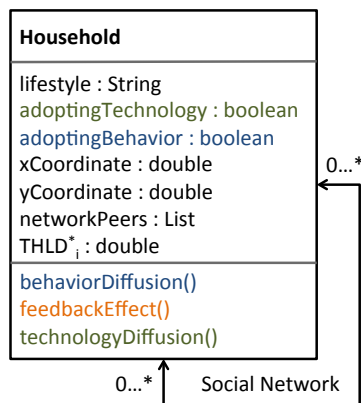 Household
lifestyle : String
adoptingTechnology : boolean
adoptingBehavior : boolean
xCoordinate : double
0...*
yCoordinate : double
networkPeers : List
THLD*i : double
behaviorDiffusion()
feedbackEffect()
technologyDiffusion()
0...* Social Network